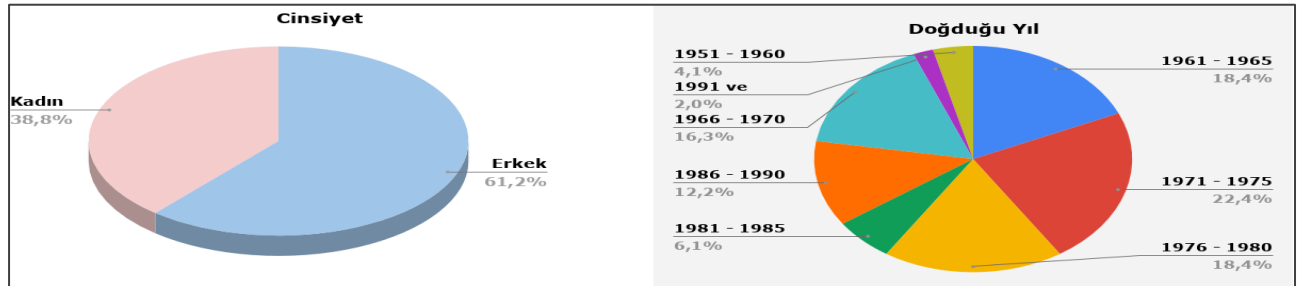 Cinsiyet
Kadın
38,8%
Erkek
61,2%
Doğduğu Yıl
1951 - 1960
4,1%
1991 ve
2,0%
1966 - 1970
16,3%
1986 - 1990
12,2%
1981 - 1985
6,1%
1961 - 1965
18,4%
1971 - 1975
22,4%
1976 - 1980
18,4%